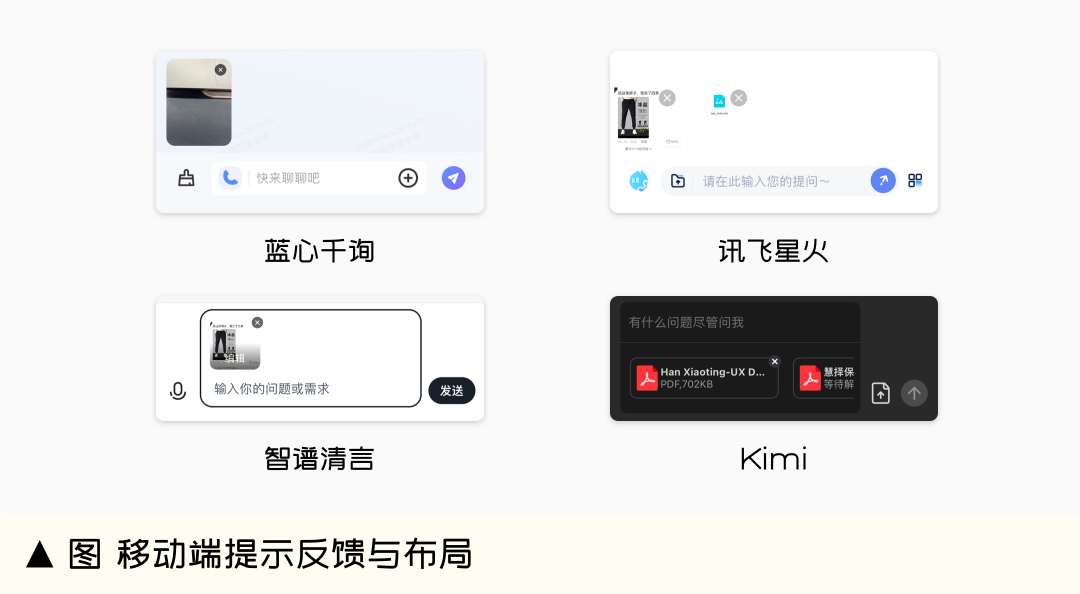 快来聊聊吧
蓝心千询
请在此输入您的提问~
讯飞星火
编辑
输入你的问题或需求
发送
智谱清言
有什么问题尽管问我
Han Xiaoting-UX D...
PDF,702KB
慧择保
等待解
Kimi
▲ 图 移动端提示反馈与布局